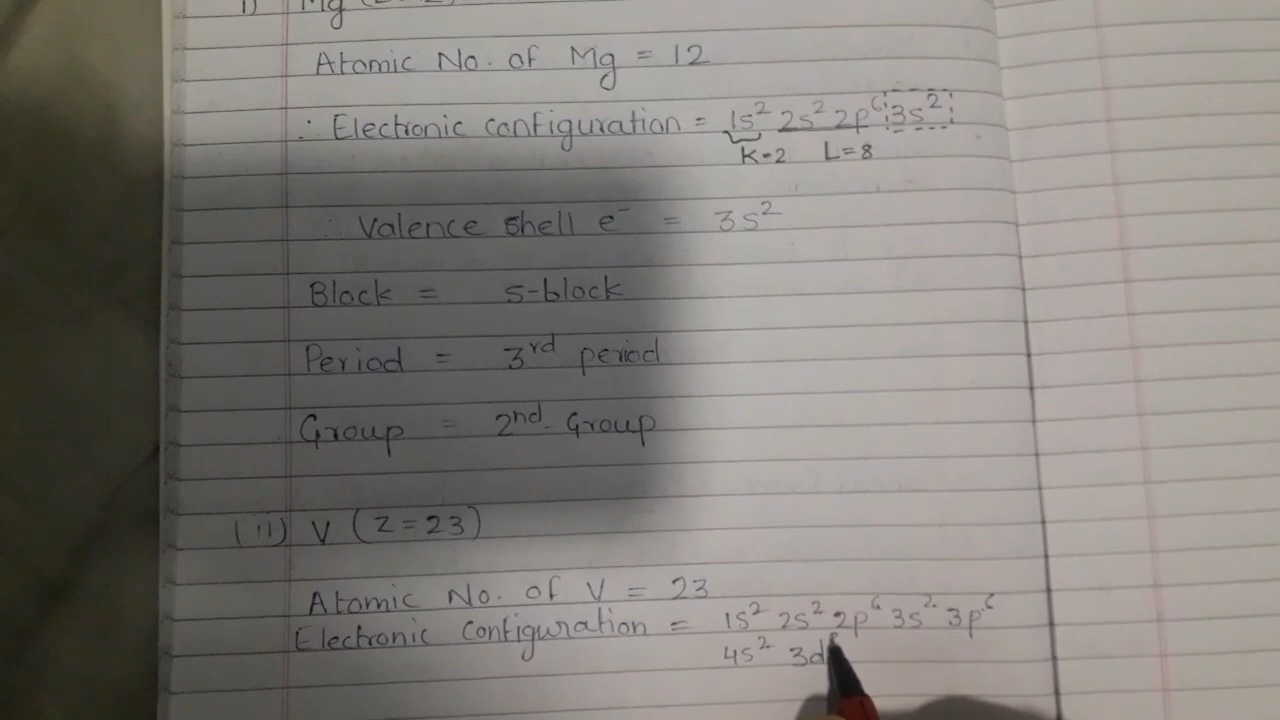 i) Mg
Atomic No. of Mg = 12
∴ Electronic configuration = 1s² 2s² 2p⁶ 3s²
K=2 L=8
Valence shell e⁻ = 3s²
Block = s-block
Period = 3rd period
Group = 2nd Group
(ii) V (Z=23)
Atomic No. of V = 23
Electronic Configuration = 1s² 2s² 2p⁶ 3s² 3p⁶
4s² 3d